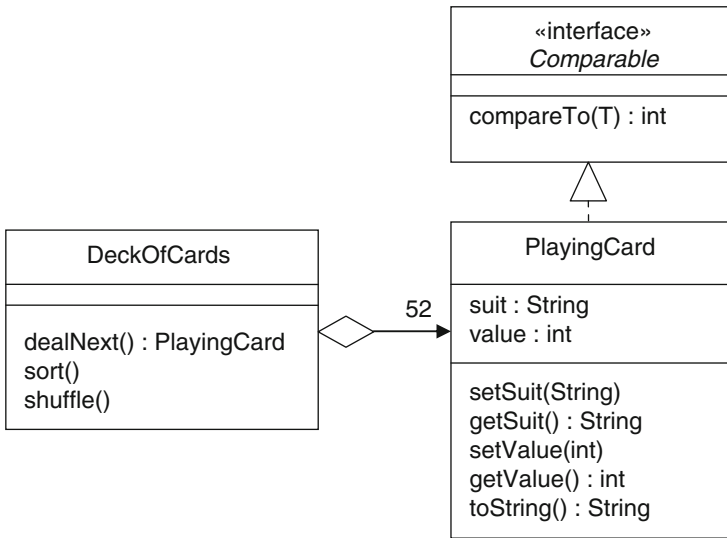 «interface»
Comparable
compareTo(T) : int
DeckOfCards
dealNext() : PlayingCard
sort()
shuffle()
52
PlayingCard
suit : String
value : int
setSuit(String)
getSuit() : String
setValue(int)
getValue() : int
toString() : String